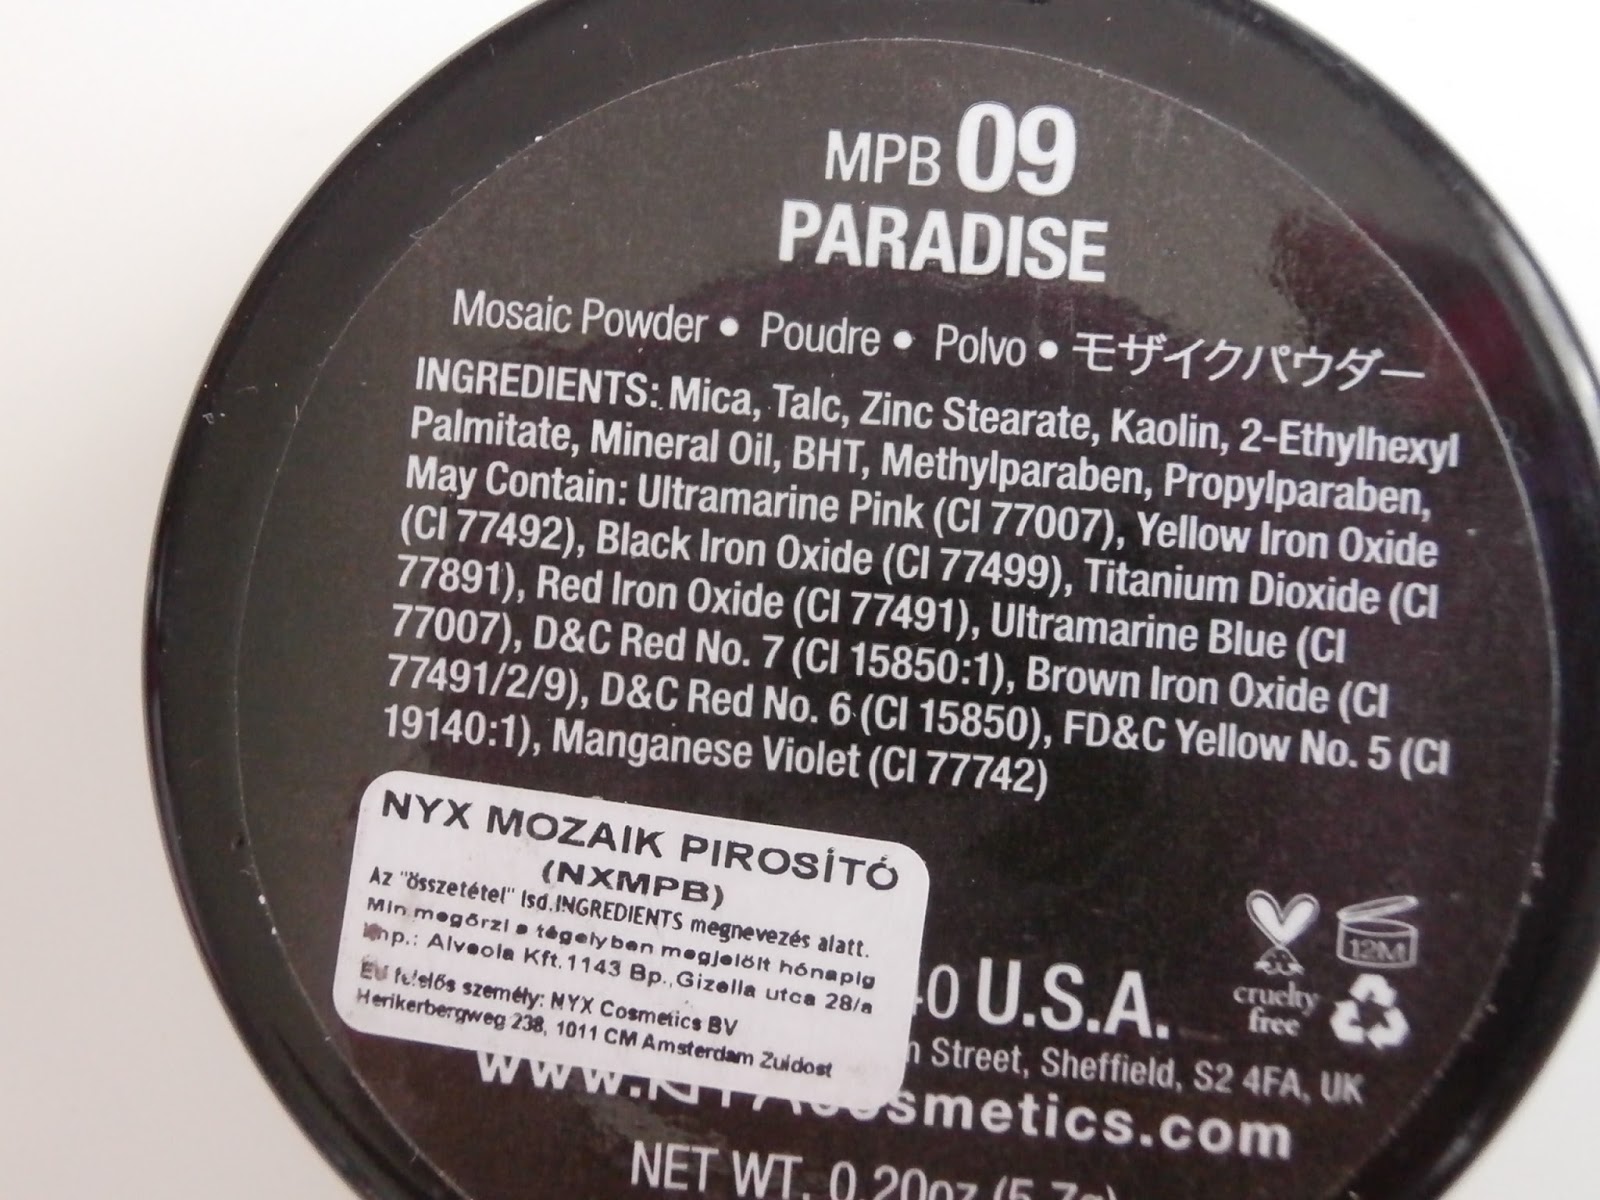 MPB 09
PARADISE
Mosaic Powder • Poudre • Polvo • モザイクパウダー
INGREDIENTS: Mica, Talc, Zinc Stearate, Kaolin, 2-Ethylhexyl
Palmitate, Mineral Oil, BHT, Methylparaben, Propylparaben,
May Contain: Ultramarine Pink (CI 77007), Yellow Iron Oxide
(CI 77492), Black Iron Oxide (CI 77499), Titanium Dioxide (CI
77891), Red Iron Oxide (CI 77491), Ultramarine Blue (CI
77007), D&C Red No. 7 (CI 15850:1), Brown Iron Oxide (CI
77491/2/9), D&C Red No. 6 (CI 15850), FD&C Yellow No. 5 (CI
19140:1), Manganese Violet (CI 77742)
NYX MOZAIK PIROSÍTÓ
(NXMPB)
Az "összetétel" lsd.INGREDIENTS megnevezés alatt.
Min.megőrzi a tégelyben megjelölt hónapig
Imp.: Alveola Kft.1143 Bp.,Gizella utca 28/a
EU felelős személy: NYX Cosmetics BV
Herikerbergweg 238, 1011 CM Amsterdam Zuidost
12M
cruelty
free
0 U.S.A.
Street, Sheffield, S2 4FA, UK
www.NYXcosmetics.com
NET WT. 0.20oz (5.7g)